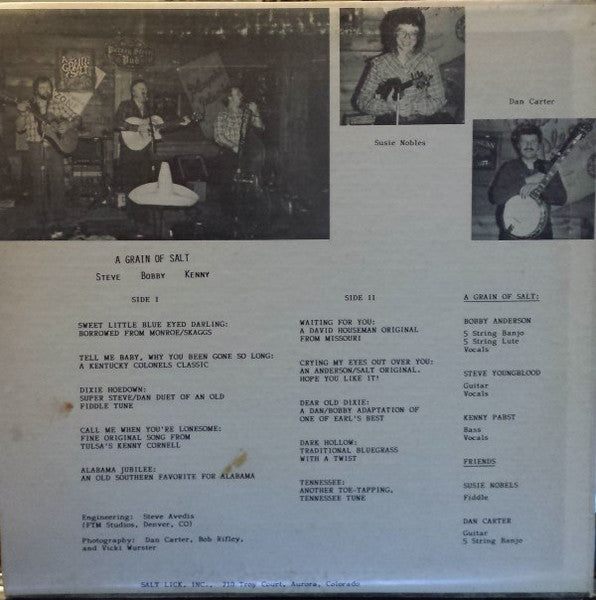 A GRAIN OF SALT
Pub
Susie Nobles
Dan Carter
A GRAIN OF SALT
STEVE BOBBY KENNY
SIDE I
SWEET LITTLE BLUE EYED DARLING:
BORROWED FROM MONROE/SKAGGS
TELL ME BABY, WHY YOU BEEN GONE SO LONG:
A KENTUCKY COLONELS CLASSIC
DIXIE HOEDOWN:
SUPER STEVE/DAN DUET OF AN OLD
FIDDLE TUNE
CALL ME WHEN YOU'RE LONESOME:
FINE ORIGINAL SONG FROM
TULSA'S KENNY CORNELL
ALABAMA JUBILEE:
AN OLD SOUTHERN FAVORITE FOR ALABAMA
Engineering: Steve Avedis
(FTM Studios, Denver, CO)
Photography: Dan Carter, Bob Rifley,
and Vicki Wurster
SIDE II
WAITING FOR YOU:
A DAVID HOUSEMAN ORIGINAL
FROM MISSOURI
CRYING MY EYES OUT OVER YOU:
AN ANDERSON/SALT ORIGINAL.
HOPE YOU LIKE IT!
DEAR OLD DIXIE:
A DAN/BOBBY ADAPTATION OF
ONE OF EARL'S BEST
DARK HOLLOW:
TRADITIONAL BLUEGRASS
WITH A TWIST
TENNESSEE:
ANOTHER TOE-TAPPING,
TENNESSEE TUNE
A GRAIN OF SALT:
BOBBY ANDERSON
5 String Banjo
5 String Lute
Vocals
STEVE YOUNGBLOOD
Guitar
Vocals
KENNY PABST
Bass
Vocals
FRIENDS
SUSIE NOBELS
Fiddle
DAN CARTER
Guitar
5 String Banjo
SALT LICK, INC., 710 Troy Court, Aurora, Colorado